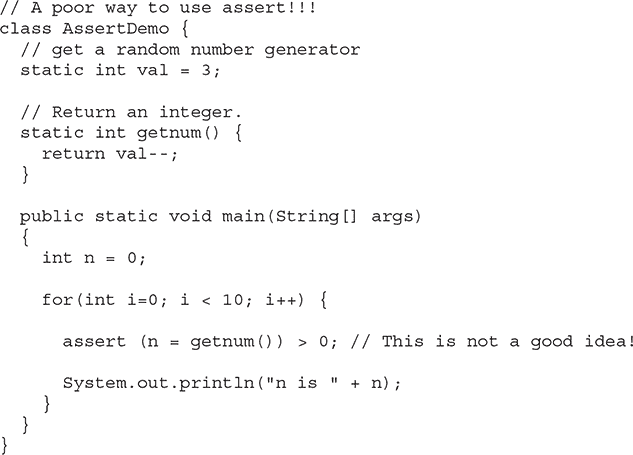 // A poor way to use assert!!!
class AssertDemo {
  // get a random number generator
  static int val = 3;

  // Return an integer.
  static int getnum() {
    return val--;
  }

  public static void main(String[] args)
  {
    int n = 0;

    for(int i=0; i < 10; i++) {

      assert (n = getnum()) > 0; // This is not a good idea!

      System.out.println("n is " + n);
    }
  }
}